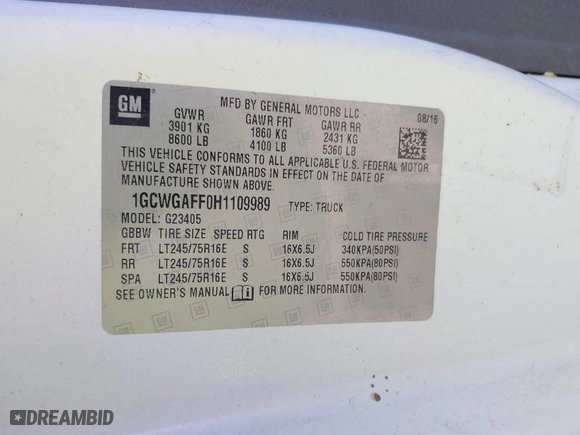 GM
MFD BY GENERAL MOTORS LLC 08/16
GVWR GAWR FRT GAWR RR
3901 KG 1860 KG 2431 KG
8600 LB 4100 LB 5360 LB
THIS VEHICLE CONFORMS TO ALL APPLICABLE U.S. FEDERAL MOTOR
VEHICLE SAFETY STANDARDS IN EFFECT ON THE DATE OF
MANUFACTURE SHOWN ABOVE.
1GCWGAFF0H1109989 TYPE: TRUCK
MODEL: G23405
GBBW TIRE SIZE SPEED RTG RIM COLD TIRE PRESSURE
FRT LT245/75R16E S 16X6.5J 340KPA(50PSI)
RR LT245/75R16E S 16X6.5J 550KPA(80PSI)
SPA LT245/75R16E S 16X6.5J 550KPA(80PSI)
SEE OWNER'S MANUAL FOR MORE INFORMATION.
DREAMBID